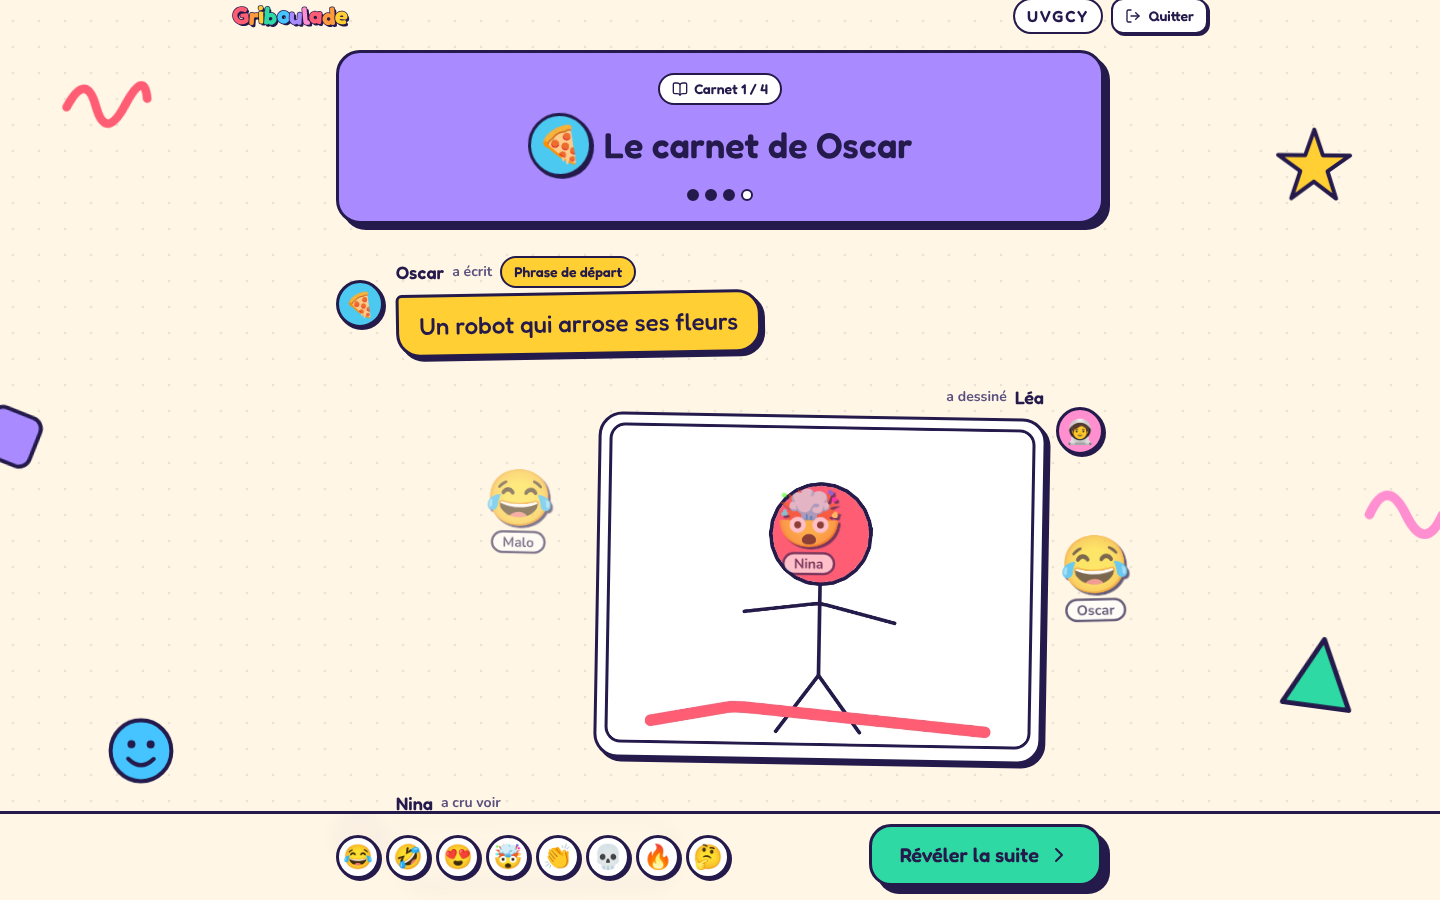 Griboulade
UVGCY
Quitter
Carnet 1 / 4
Le carnet de Oscar
Oscar a écrit Phrase de départ
Un robot qui arrose ses fleurs
a dessiné Léa
Malo
Nina
Oscar
Nina a cru voir
Révéler la suite